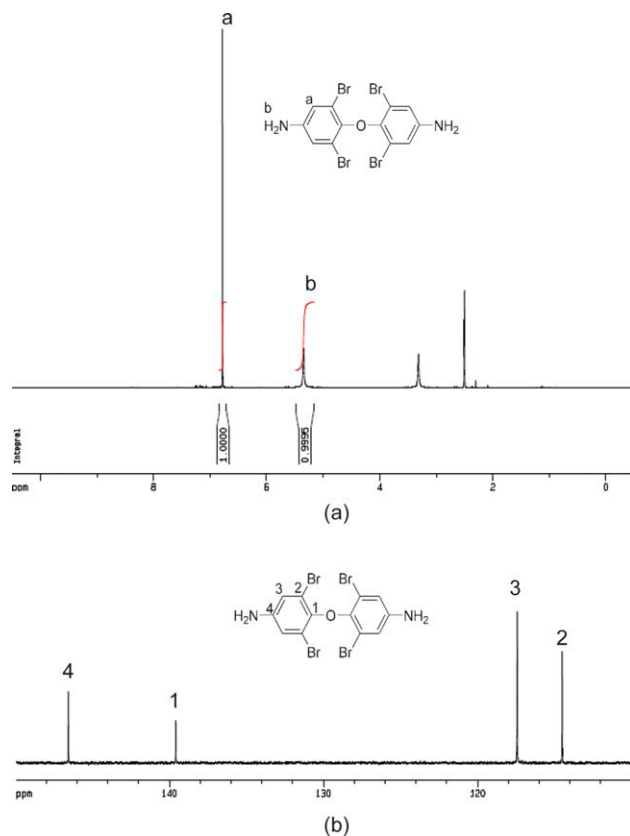 a
Br Br
b a
H2N O NH2
Br Br
b
Integral
1.0000 0.9995
ppm 8 6 4 2 0
(a)
Br Br
3 2
H2N 4 1 O NH2
Br Br
3
2
4
1
ppm 140 130 120
(b)